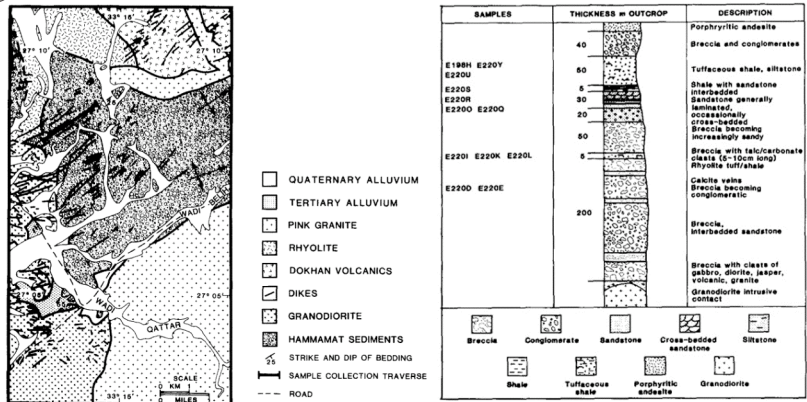 33° 15'
27° 10'
27° 10'
WADI
27° 05'
27° 05'
WADI
QATTAR
33° 15'
SCALE
KM 1
MILES
QUATERNARY ALLUVIUM
TERTIARY ALLUVIUM
PINK GRANITE
RHYOLITE
DOKHAN VOLCANICS
DIKES
GRANODIORITE
HAMMAMAT SEDIMENTS
25 STRIKE AND DIP OF BEDDING
SAMPLE COLLECTION TRAVERSE
ROAD
SAMPLES THICKNESS m OUTCROP DESCRIPTION
Porphryritic andesite
40 Breccia and conglomerates
E198H E220Y
60 Tuffaceous shale, siltstone
E220U
E220S 5 Shale with sandstone
interbedded
E220R 30 Sandstone generally
E220O E220Q laminated,
20 occassionally
cross-bedded
50 Breccia becoming
increasingly sandy
E220I E220K E220L 5 Breccia with talc/carbonate
clasts (5-10cm long)
Rhyolite tuff/shale
Calcite veins
E220D E220E Breccia becoming
conglomeratic
200
Breccia,
interbedded sandstone
Breccia with clasts of
gabbro, diorite, jasper,
volcanic, granite
Granodiorite intrusive
contact
Breccia Conglomerate Sandstone Cross-bedded
sandstone Siltstone
Shale Tuffaceous
shale Porphyritic
andesite Granodiorite